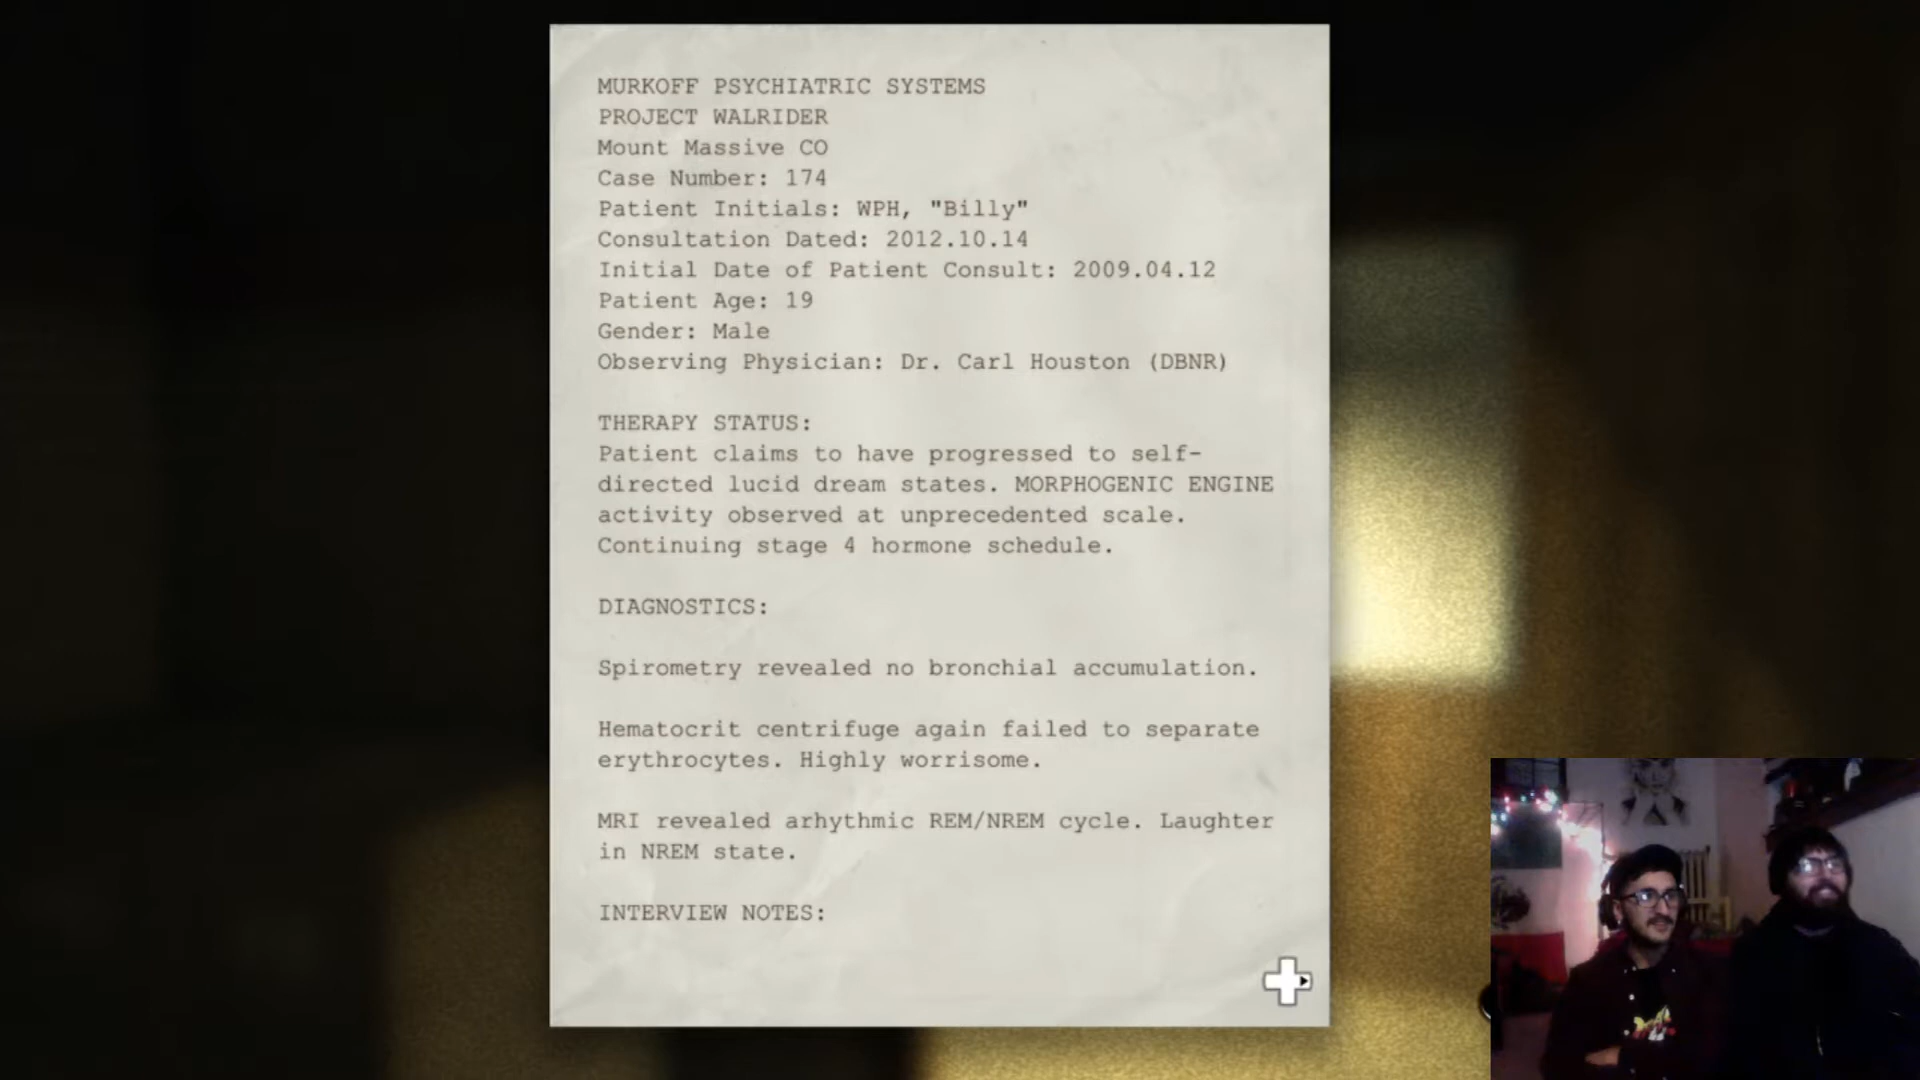 MURKOFF PSYCHIATRIC SYSTEMS
PROJECT WALRIDER
Mount Massive CO
Case Number: 174
Patient Initials: WPH, "Billy"
Consultation Dated: 2012.10.14
Initial Date of Patient Consult: 2009.04.12
Patient Age: 19
Gender: Male
Observing Physician: Dr. Carl Houston (DBNR)
THERAPY STATUS:
Patient claims to have progressed to self-
directed lucid dream states. MORPHOGENIC ENGINE
activity observed at unprecedented scale.
Continuing stage 4 hormone schedule.
DIAGNOSTICS:
Spirometry revealed no bronchial accumulation.
Hematocrit centrifuge again failed to separate
erythrocytes. Highly worrisome.
MRI revealed arhythmic REM/NREM cycle. Laughter
in NREM state.
INTERVIEW NOTES: